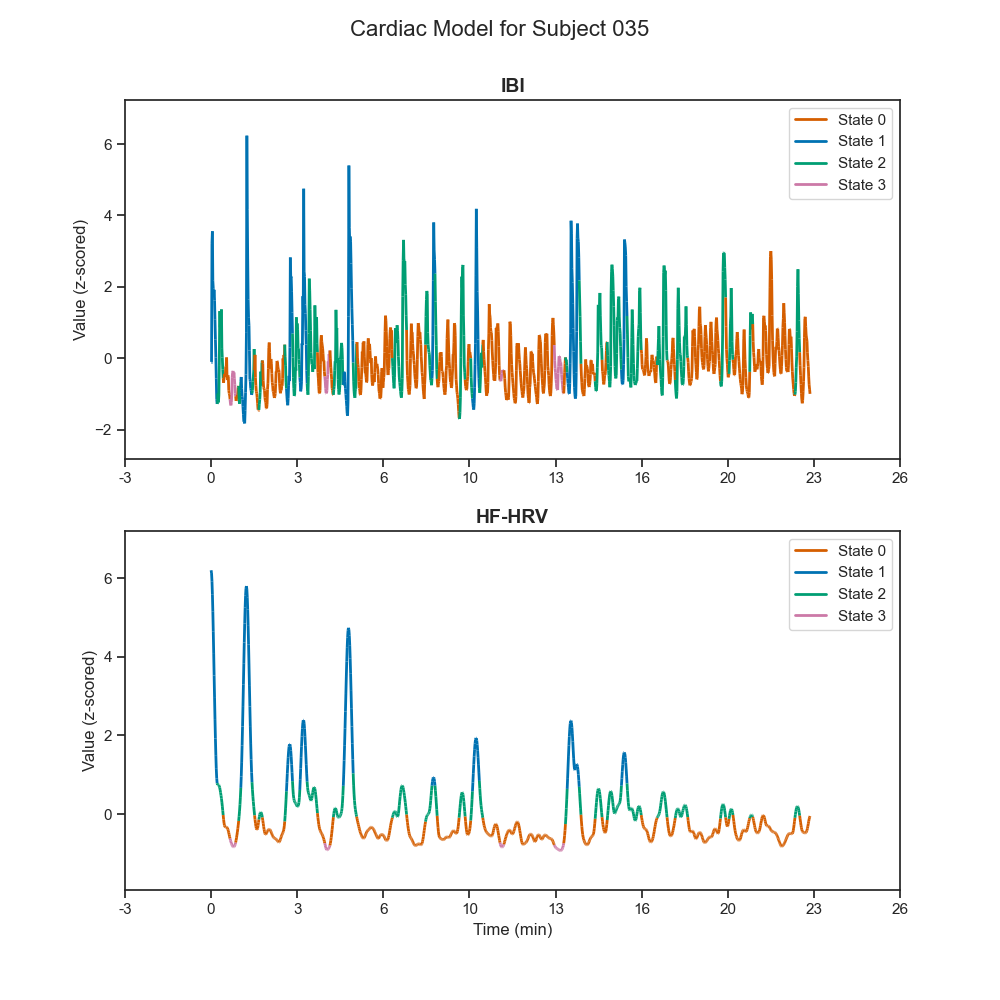 Cardiac Model for Subject 035
IBI
State 0
State 1
State 2
State 3
Value (z-scored)
6
4
2
0
−2
-3 0 3 6 10 13 16 20 23 26
HF-HRV
State 0
State 1
State 2
State 3
Value (z-scored)
6
4
2
0
-3 0 3 6 10 13 16 20 23 26
Time (min)